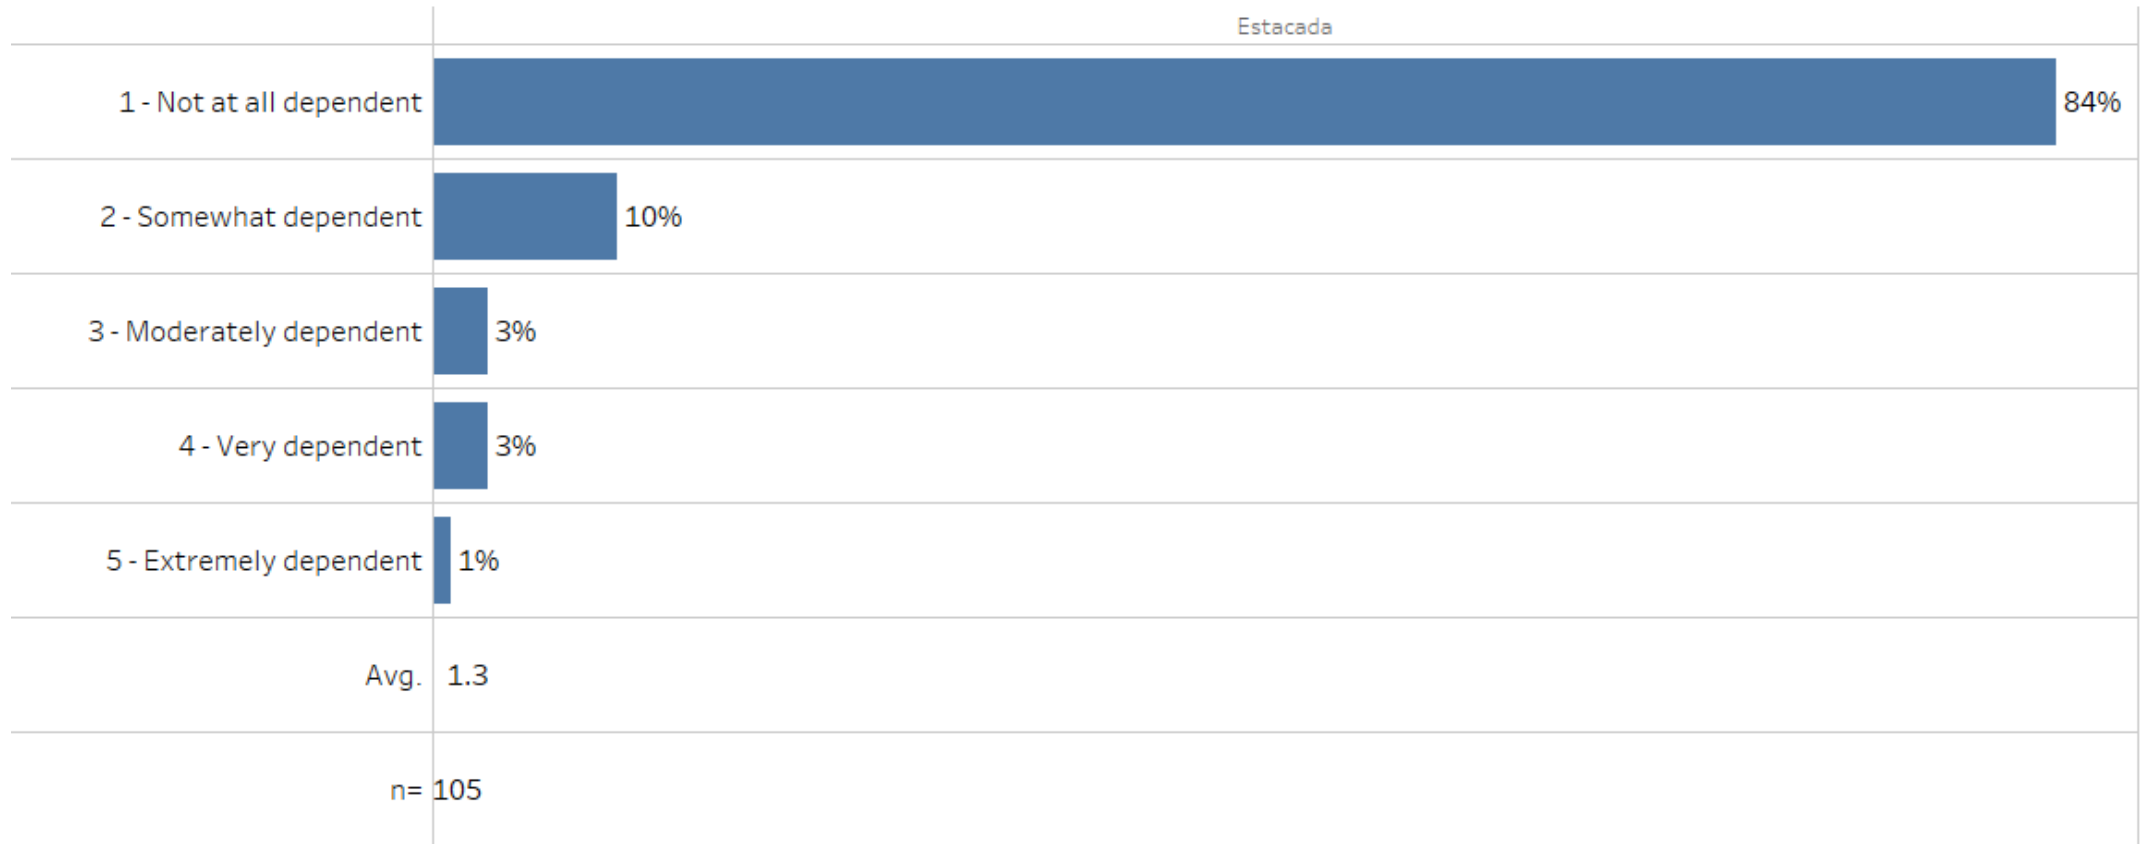 Estacada
1 - Not at all dependent 84%
2 - Somewhat dependent 10%
3 - Moderately dependent 3%
4 - Very dependent 3%
5 - Extremely dependent 1%
Avg. 1.3
n= 105